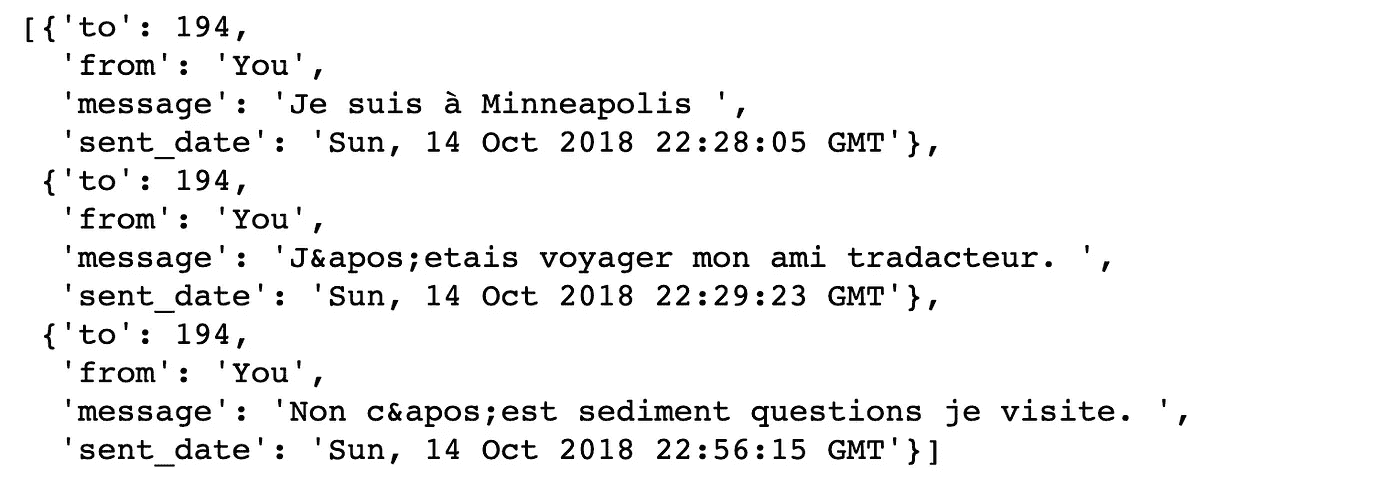 [{'to': 194,
'from': 'You',
'message': 'Je suis à Minneapolis ',
'sent_date': 'Sun, 14 Oct 2018 22:28:05 GMT'},
{'to': 194,
'from': 'You',
'message': 'J&apos;etais voyager mon ami tradacteur. ',
'sent_date': 'Sun, 14 Oct 2018 22:29:23 GMT'},
{'to': 194,
'from': 'You',
'message': 'Non c&apos;est sediment questions je visite. ',
'sent_date': 'Sun, 14 Oct 2018 22:56:15 GMT'}]